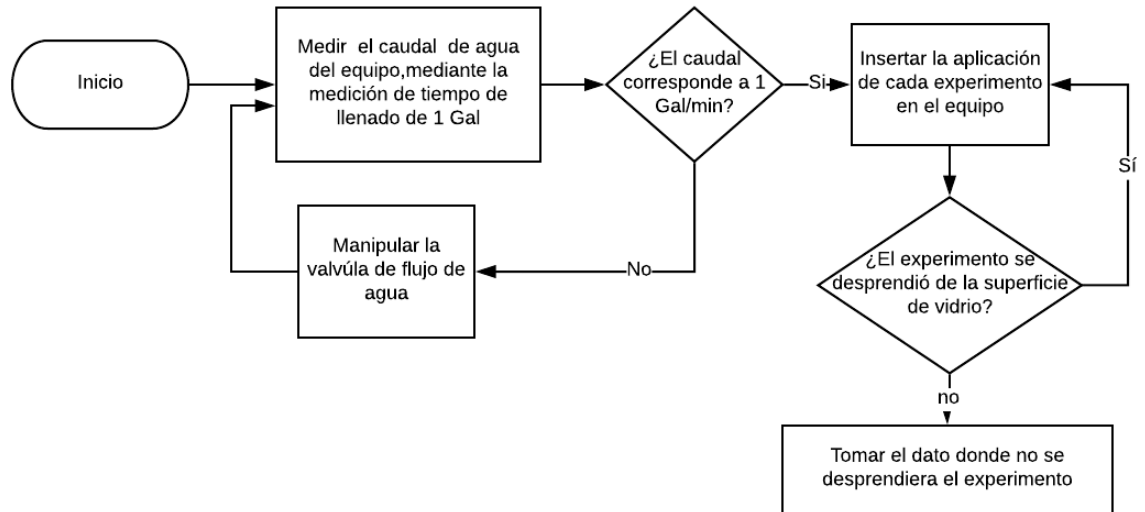 Inicio
Medir el caudal de agua
del equipo,mediante la
medición de tiempo de
llenado de 1 Gal
¿El caudal
corresponde a 1
Gal/min?
Si
Insertar la aplicación
de cada experimento
en el equipo
Sí
No
Manipular la
valvúla de flujo de
agua
¿El experimento se
desprendió de la superficie
de vidrio?
no
Tomar el dato donde no se
desprendiera el experimento